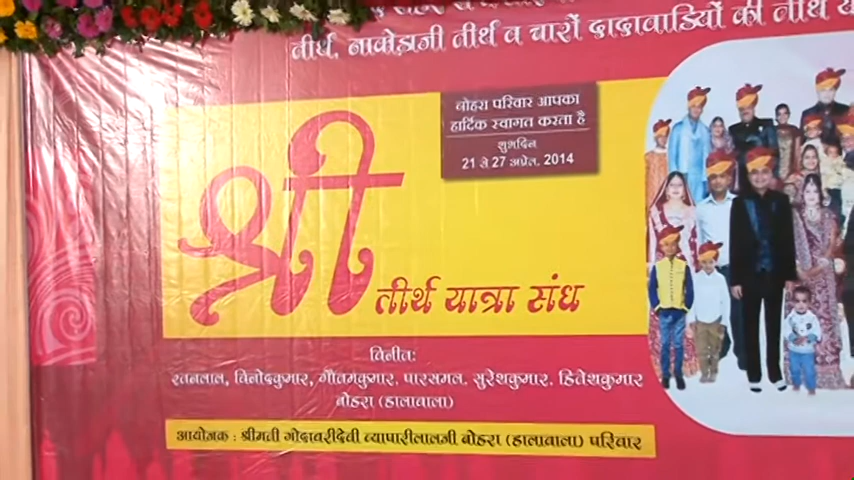 तीर्थ, नाकोड़ाजी तीर्थ व चारों दादावाड़ियों की तीर्थ
बोहरा परिवार आपका
हार्दिक स्वागत करता है
शुभदिन
21 से 27 अप्रेल. 2014
श्री तीर्थ यात्रा संघ
विनीत:
रतनलाल, विनोदकुमार, गौतमकुमार, पारसमल, सुरेशकुमार, हितेशकुमार
बोहरा (हालावाला)
आयोजक : श्रीमती गोदावरीदेवी व्यापारीलालजी बोहरा (हालावाला) परिवार